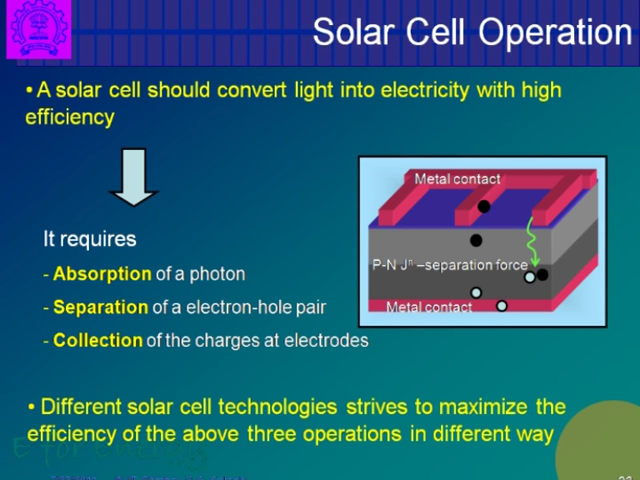 Solar Cell Operation
• A solar cell should convert light into electricity with high
efficiency
It requires
- Absorption of a photon
- Separation of a electron-hole pair
- Collection of the charges at electrodes
Metal contact
P-N Jⁿ –separation force
Metal contact
• Different solar cell technologies strives to maximize the
efficiency of the above three operations in different way
E for